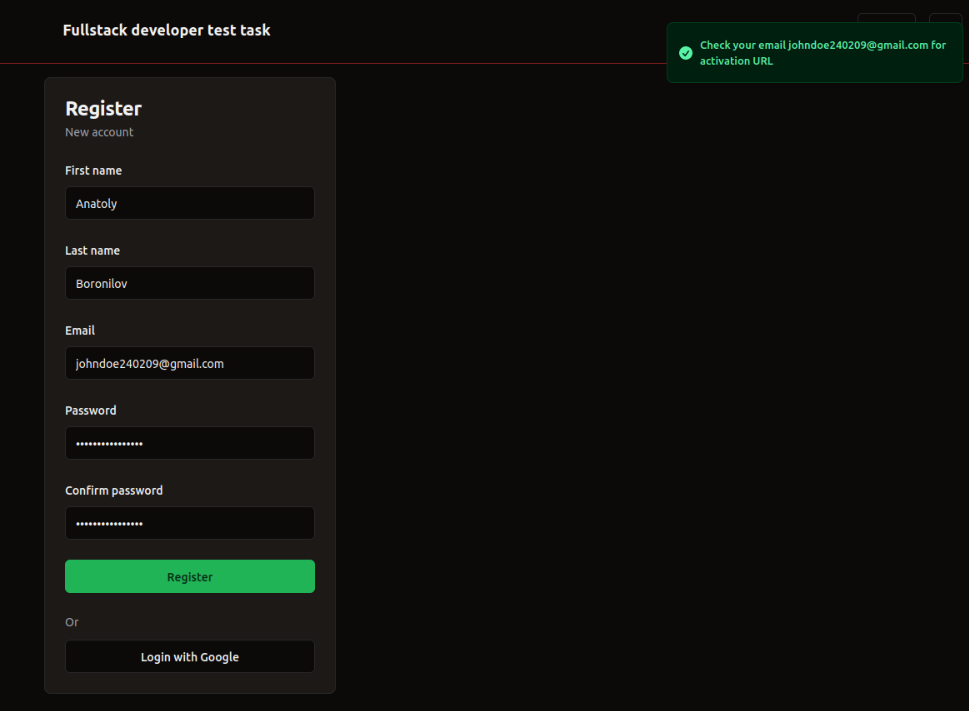 Fullstack developer test task
Check your email johndoe240209@gmail.com for
activation URL
Register
New account
First name
Anatoly
Last name
Boronilov
Email
johndoe240209@gmail.com
Password
••••••••••••••••
Confirm password
••••••••••••••••
Register
Or
Login with Google